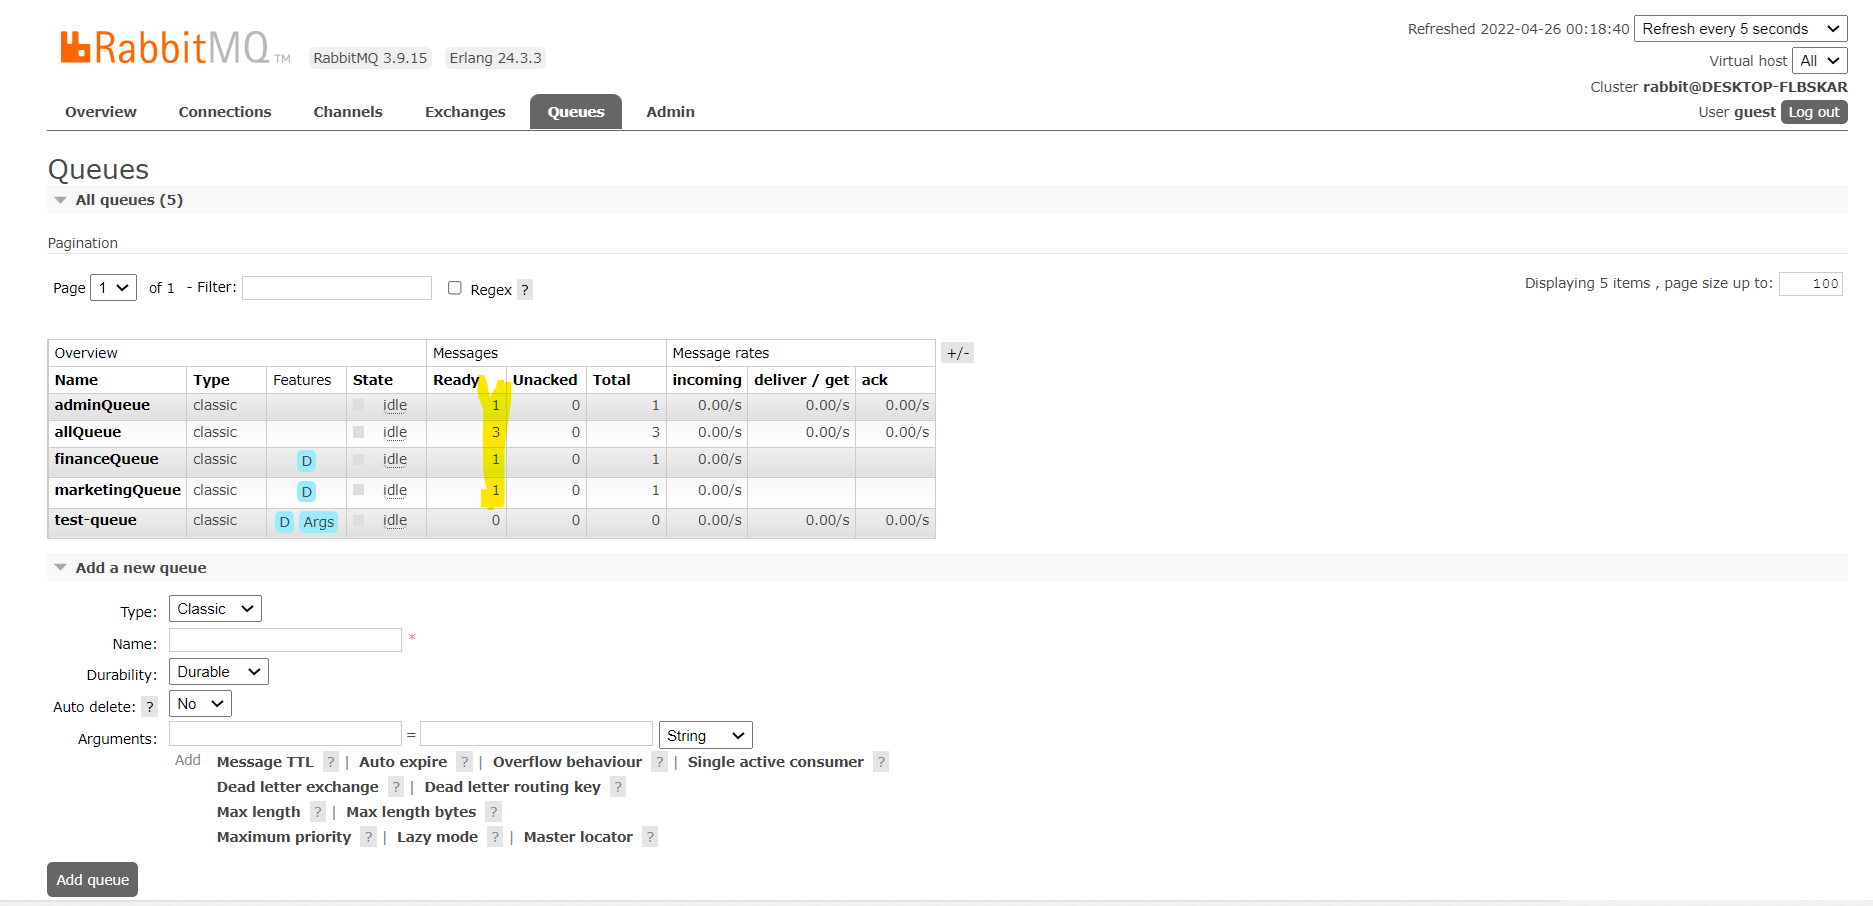 RabbitMQ TM RabbitMQ 3.9.15 Erlang 24.3.3
Refreshed 2022-04-26 00:18:40 Refresh every 5 seconds
Virtual host All
Cluster rabbit@DESKTOP-FLBSKAR
User guest Log out
Overview Connections Channels Exchanges Queues Admin
Queues
All queues (5)
Pagination
Page 1 of 1 - Filter: Regex ? Displaying 5 items , page size up to: 100
Overview Messages Message rates +/-
Name Type Features State Ready Unacked Total incoming deliver / get ack
adminQueue classic idle 1 0 1 0.00/s 0.00/s 0.00/s
allQueue classic idle 3 0 3 0.00/s 0.00/s 0.00/s
financeQueue classic D idle 1 0 1 0.00/s
marketingQueue classic D idle 1 0 1 0.00/s
test-queue classic D Args idle 0 0 0 0.00/s 0.00/s 0.00/s
Add a new queue
Type: Classic
Name: *
Durability: Durable
Auto delete: ? No
Arguments: = String
Add Message TTL ? | Auto expire ? | Overflow behaviour ? | Single active consumer ?
Dead letter exchange ? | Dead letter routing key ?
Max length ? | Max length bytes ?
Maximum priority ? | Lazy mode ? | Master locator ?
Add queue